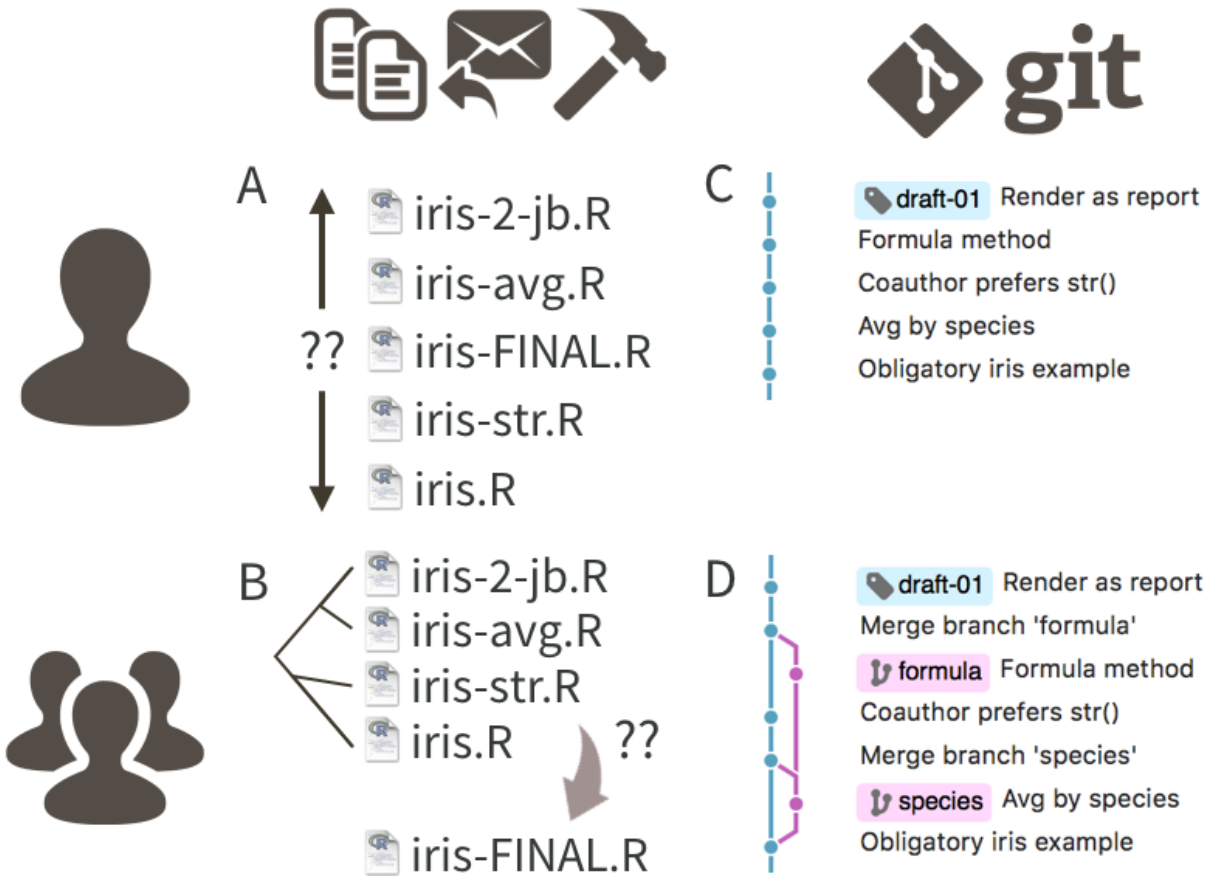 git
A
iris-2-jb.R
iris-avg.R
??
iris-FINAL.R
iris-str.R
iris.R
C
draft-01 Render as report
Formula method
Coauthor prefers str()
Avg by species
Obligatory iris example
B
iris-2-jb.R
iris-avg.R
iris-str.R
iris.R
??
iris-FINAL.R
D
draft-01 Render as report
Merge branch 'formula'
formula Formula method
Coauthor prefers str()
Merge branch 'species'
species Avg by species
Obligatory iris example